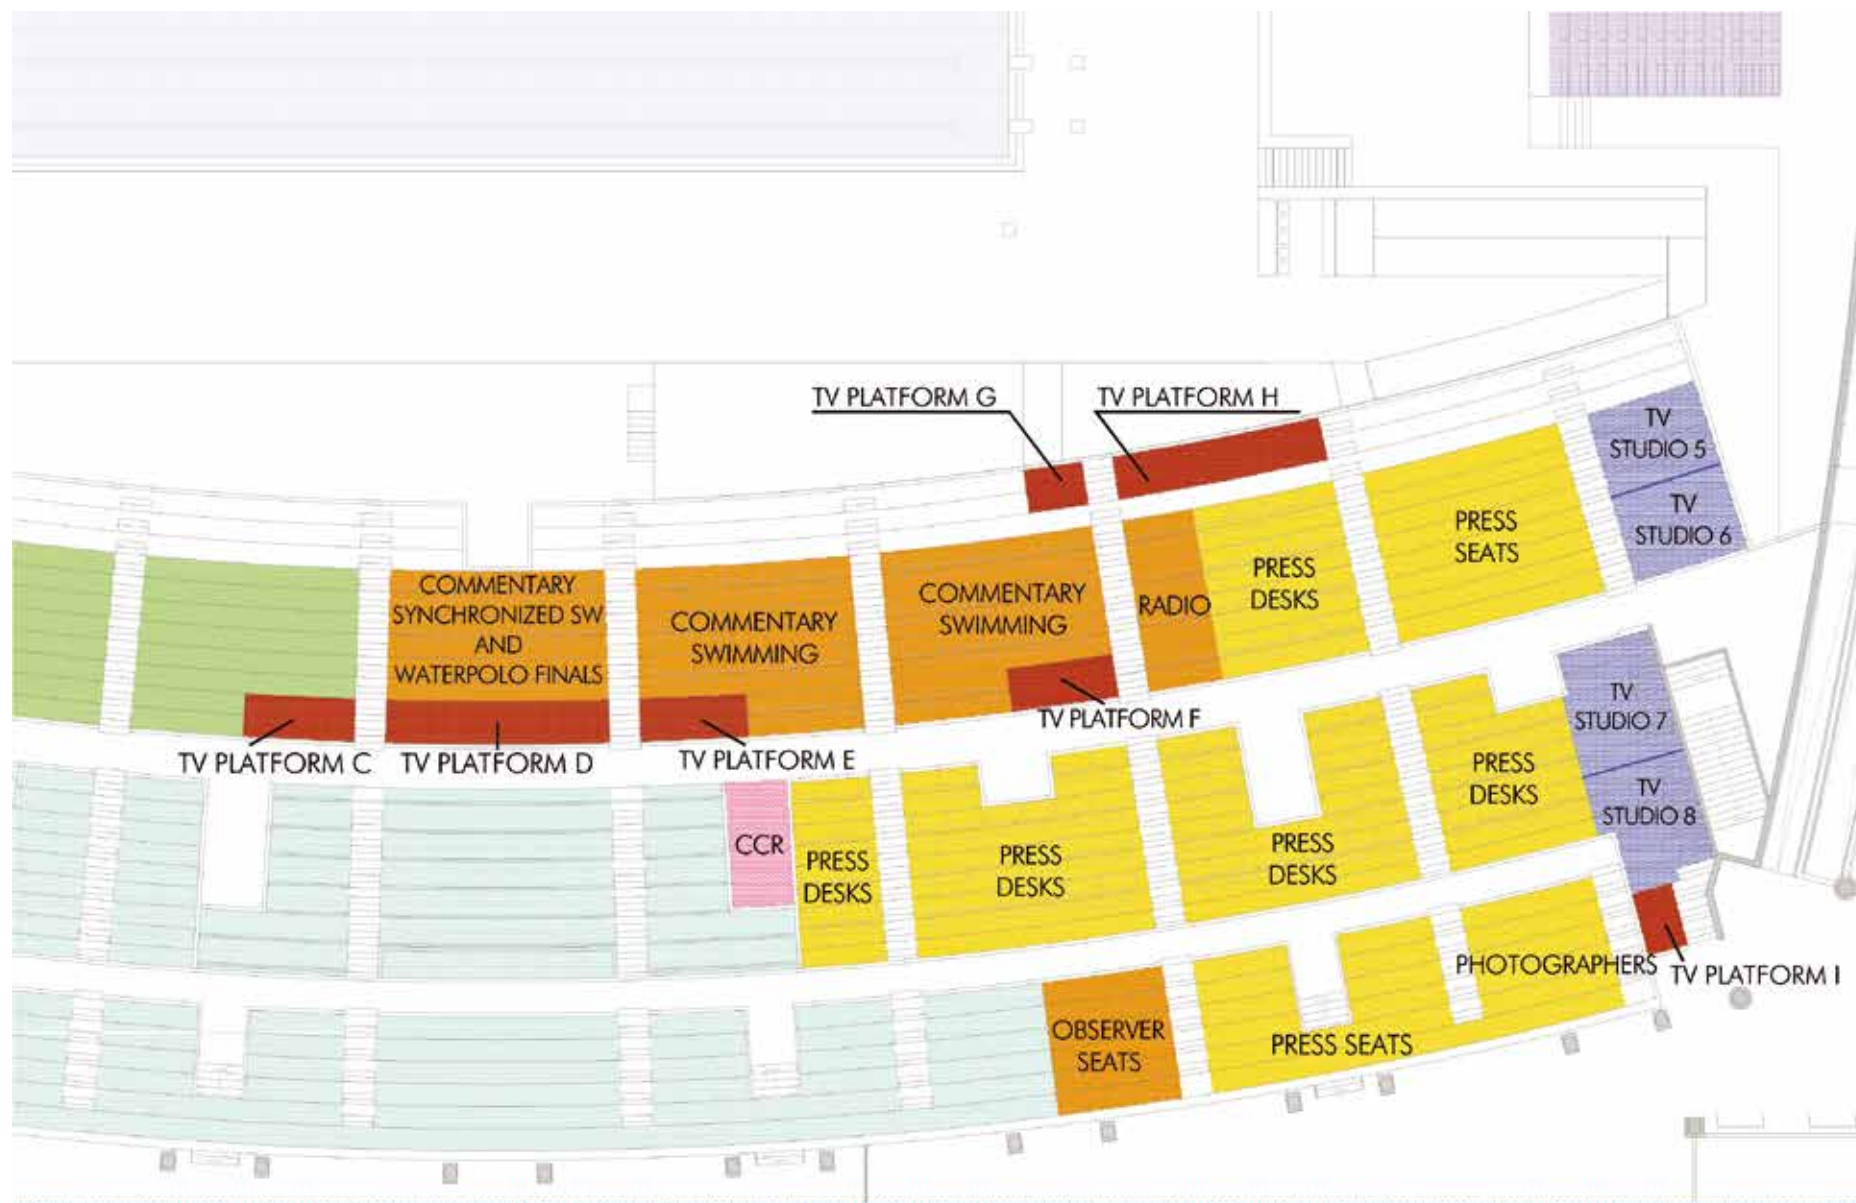 TV PLATFORM G
TV PLATFORM H
TV
STUDIO 5
TV
STUDIO 6
PRESS
SEATS
PRESS
DESKS
RADIO
COMMENTARY
SWIMMING
COMMENTARY
SWIMMING
COMMENTARY
SYNCHRONIZED SW
AND
WATERPOLO FINALS
TV PLATFORM C
TV PLATFORM D
TV PLATFORM E
TV PLATFORM F
TV
STUDIO 7
TV
STUDIO 8
CCR
PRESS
DESKS
PRESS
DESKS
PRESS
DESKS
PRESS
DESKS
PHOTOGRAPHERS
TV PLATFORM I
OBSERVER
SEATS
PRESS SEATS